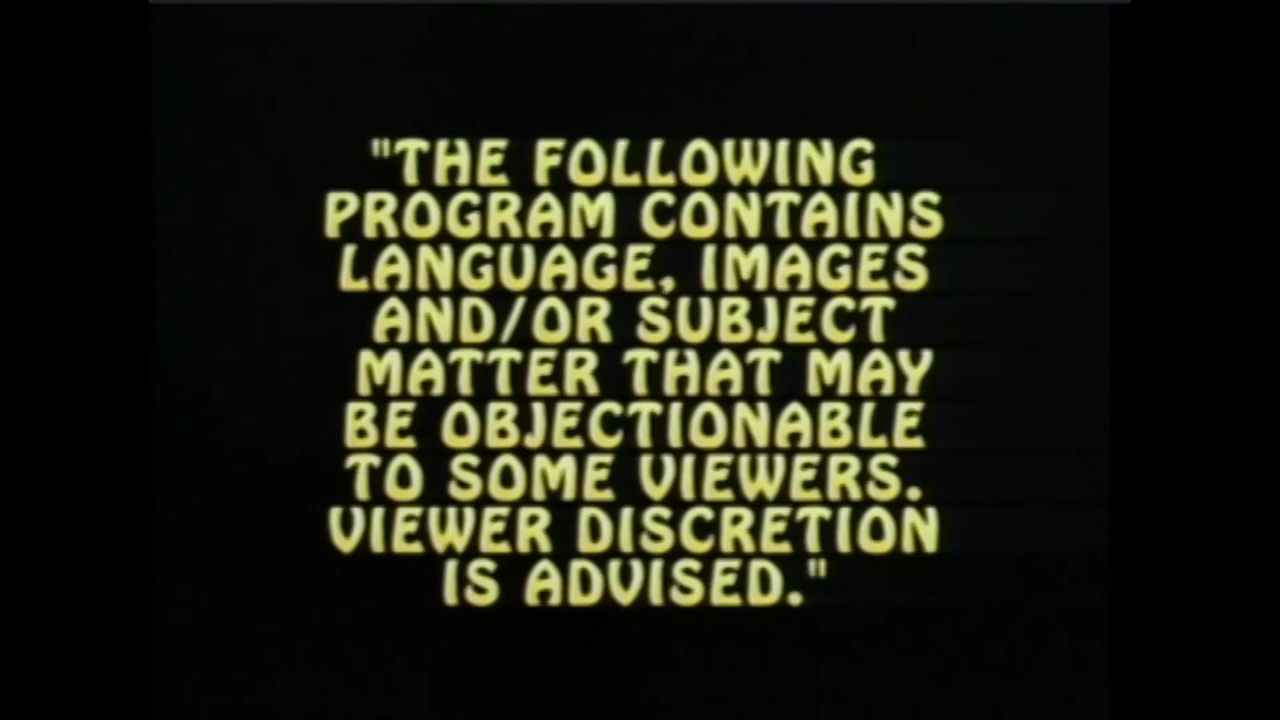 "THE FOLLOWING
PROGRAM CONTAINS
LANGUAGE, IMAGES
AND/OR SUBJECT
MATTER THAT MAY
BE OBJECTIONABLE
TO SOME VIEWERS.
VIEWER DISCRETION
IS ADVISED."